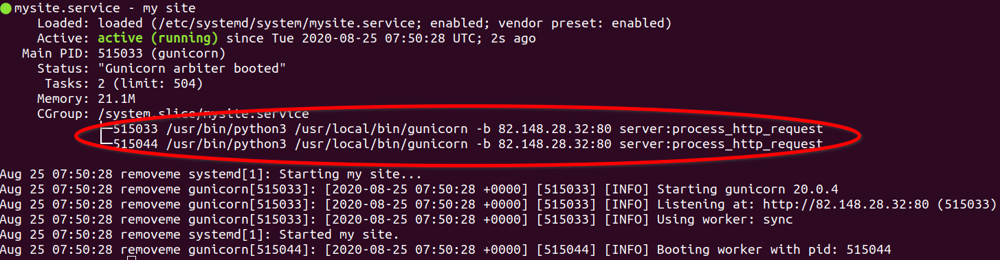 mysite.service - my site
Loaded: loaded (/etc/systemd/system/mysite.service; enabled; vendor preset: enabled)
Active: active (running) since Tue 2020-08-25 07:50:28 UTC; 2s ago
Main PID: 515033 (gunicorn)
Status: "Gunicorn arbiter booted"
Tasks: 2 (limit: 504)
Memory: 21.1M
CGroup: /system.slice/mysite.service
├─515033 /usr/bin/python3 /usr/local/bin/gunicorn -b 82.148.28.32:80 server:process_http_request
└─515044 /usr/bin/python3 /usr/local/bin/gunicorn -b 82.148.28.32:80 server:process_http_request
Aug 25 07:50:28 removeme systemd[1]: Starting my site...
Aug 25 07:50:28 removeme gunicorn[515033]: [2020-08-25 07:50:28 +0000] [515033] [INFO] Starting gunicorn 20.0.4
Aug 25 07:50:28 removeme gunicorn[515033]: [2020-08-25 07:50:28 +0000] [515033] [INFO] Listening at: http://82.148.28.32:80 (515033)
Aug 25 07:50:28 removeme gunicorn[515033]: [2020-08-25 07:50:28 +0000] [515033] [INFO] Using worker: sync
Aug 25 07:50:28 removeme systemd[1]: Started my site.
Aug 25 07:50:28 removeme gunicorn[515044]: [2020-08-25 07:50:28 +0000] [515044] [INFO] Booting worker with pid: 515044